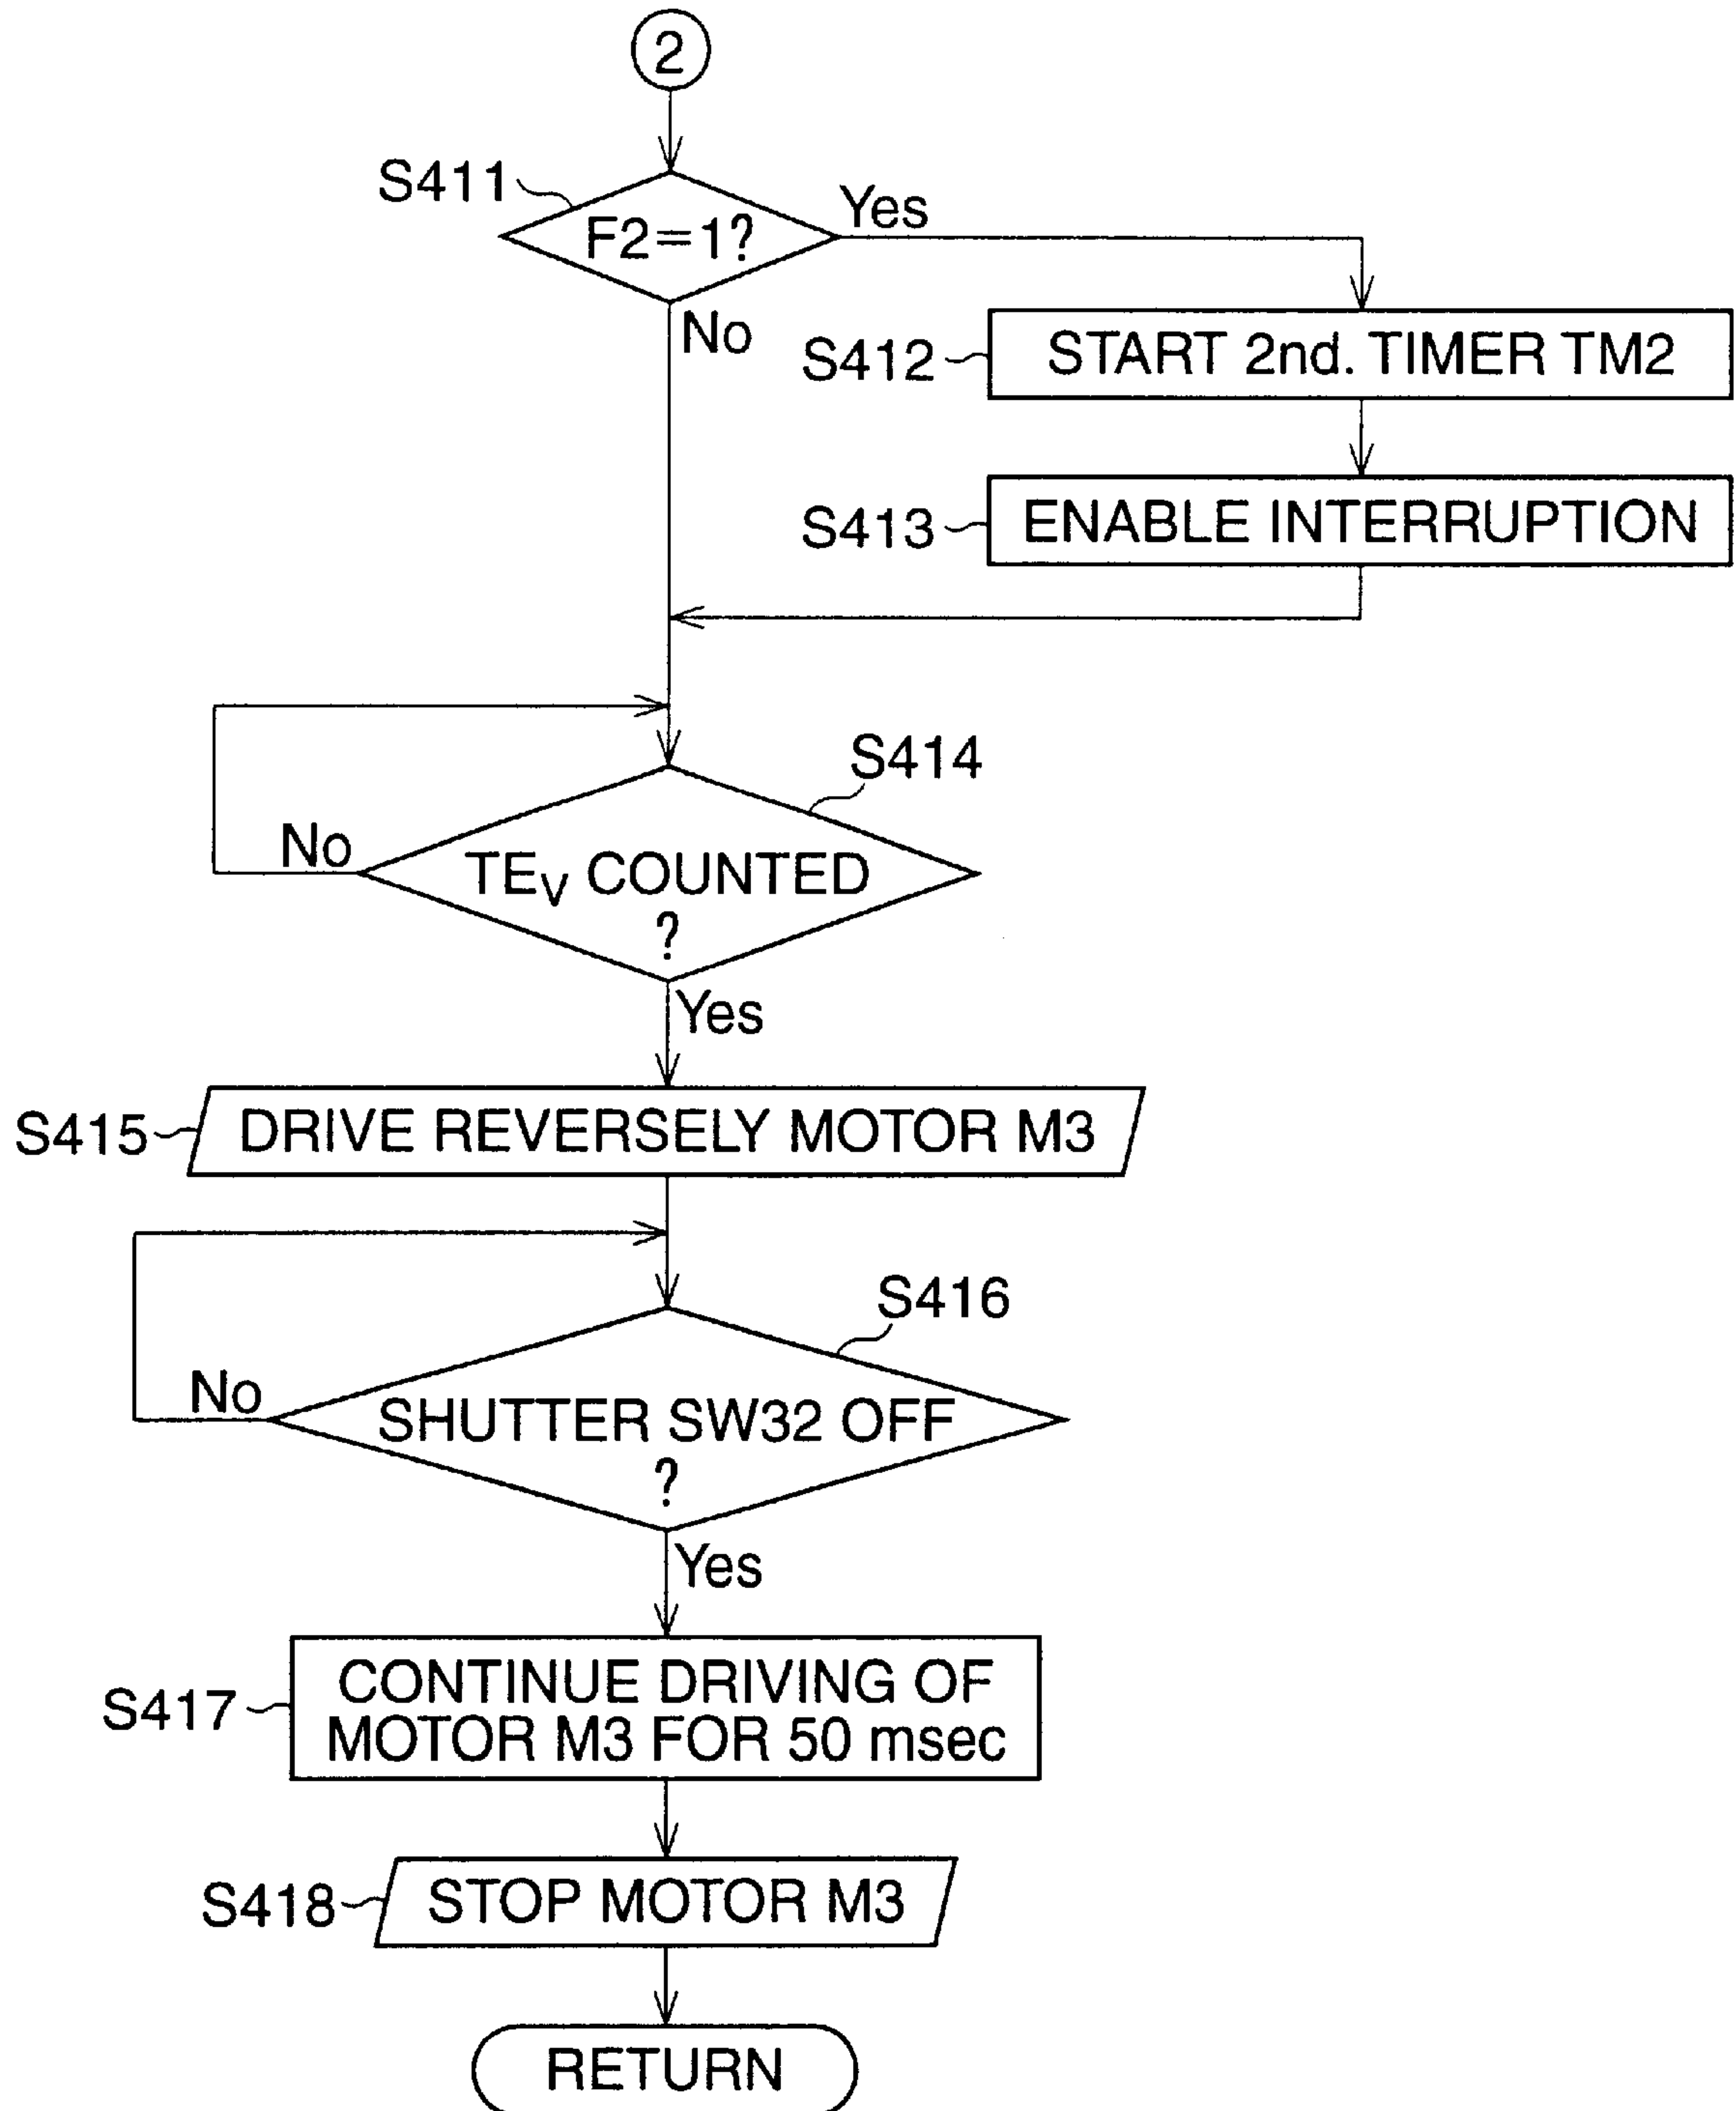 2
S411
F2=1?
Yes
No
S412
START 2nd. TIMER TM2
S413
ENABLE INTERRUPTION
S414
No
TEV COUNTED
?
Yes
S415
DRIVE REVERSELY MOTOR M3
S416
No
SHUTTER SW32 OFF
?
Yes
S417
CONTINUE DRIVING OF
MOTOR M3 FOR 50 msec
S418
STOP MOTOR M3
RETURN